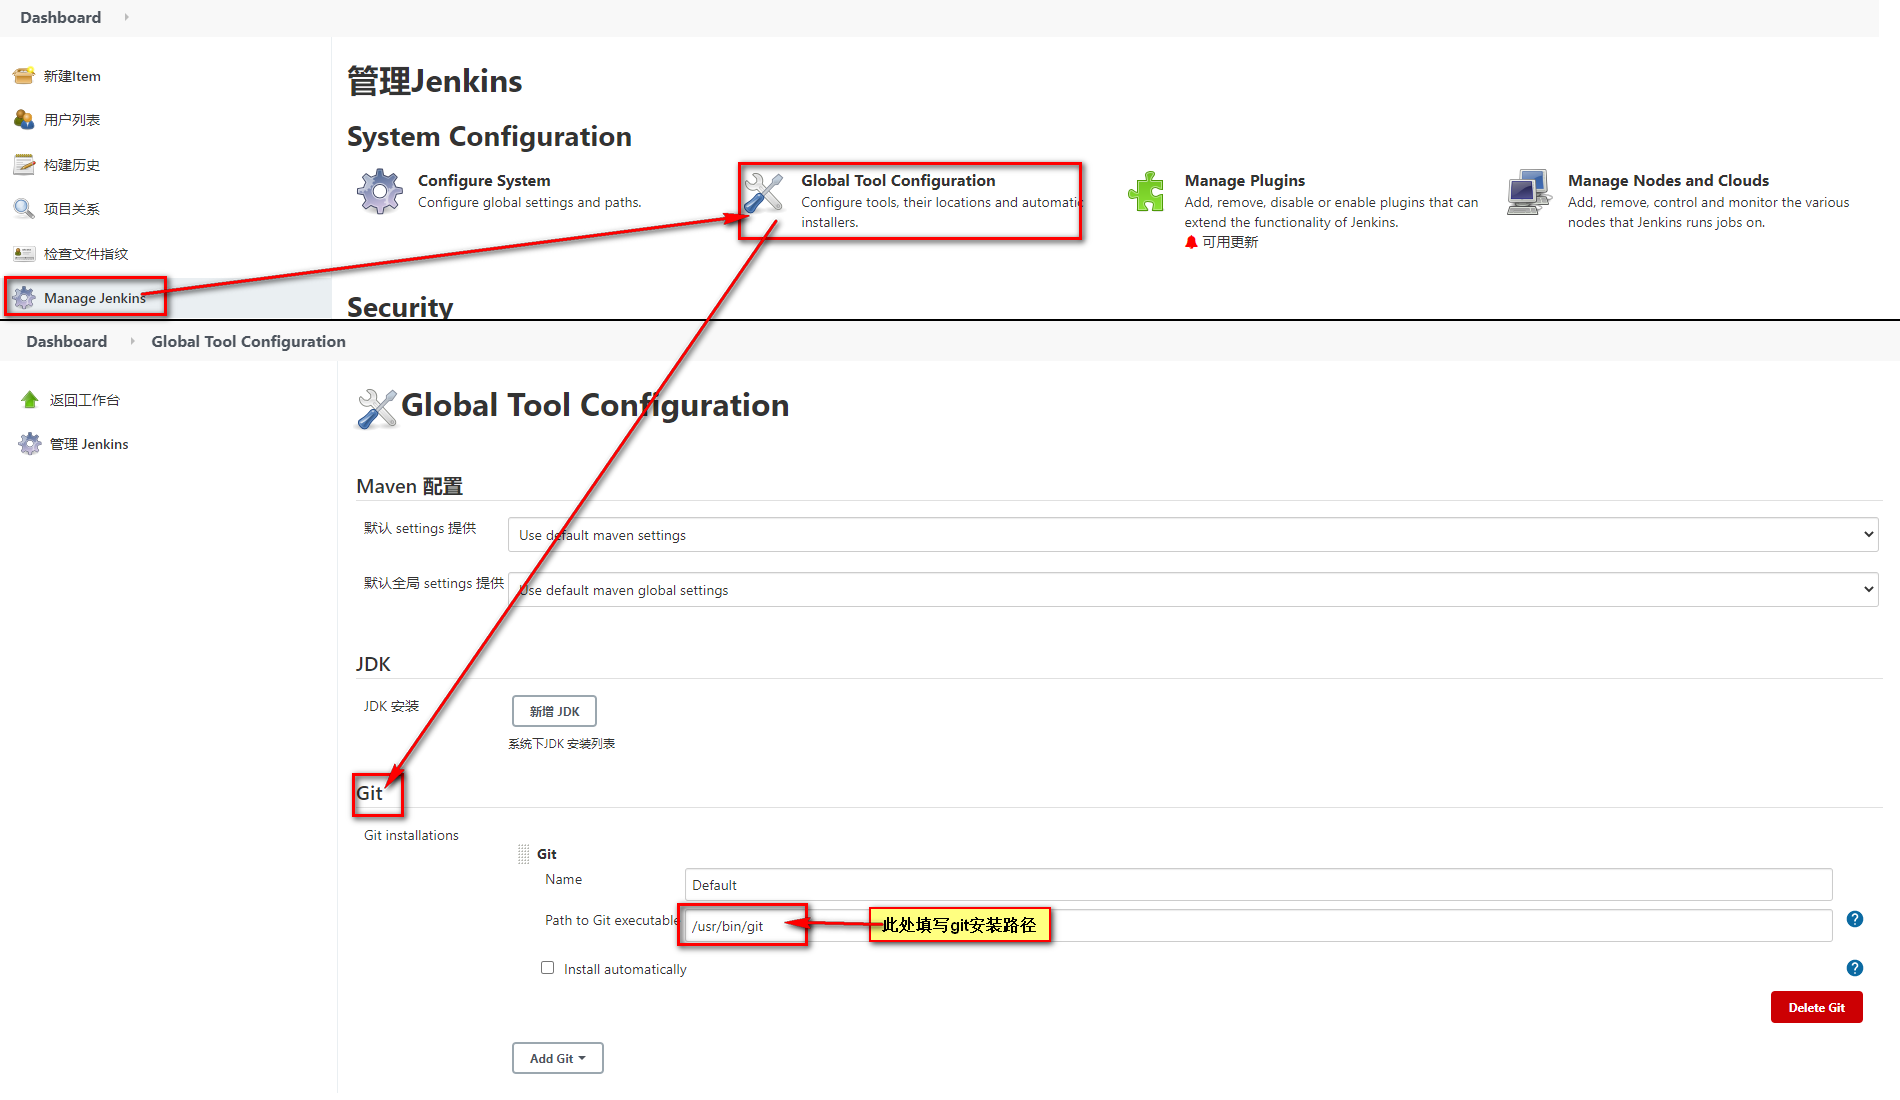 Dashboard
新建Item
用户列表
构建历史
项目关系
检查文件指纹
Manage Jenkins
管理Jenkins
System Configuration
Configure System
Configure global settings and paths.
Global Tool Configuration
Configure tools, their locations and automatic
installers.
Manage Plugins
Add, remove, disable or enable plugins that can
extend the functionality of Jenkins.
可用更新
Manage Nodes and Clouds
Add, remove, control and monitor the various
nodes that Jenkins runs jobs on.
Security
Dashboard
Global Tool Configuration
返回工作台
管理 Jenkins
Global Tool Configuration
Maven 配置
默认 settings 提供
Use default maven settings
默认全局 settings 提供
Use default maven global settings
JDK
JDK 安装
新增 JDK
系统下JDK 安装列表
Git
Git installations
Git
Name
Default
Path to Git executable
/usr/bin/git
此处填写git安装路径
?
Install automatically
?
Delete Git
Add Git